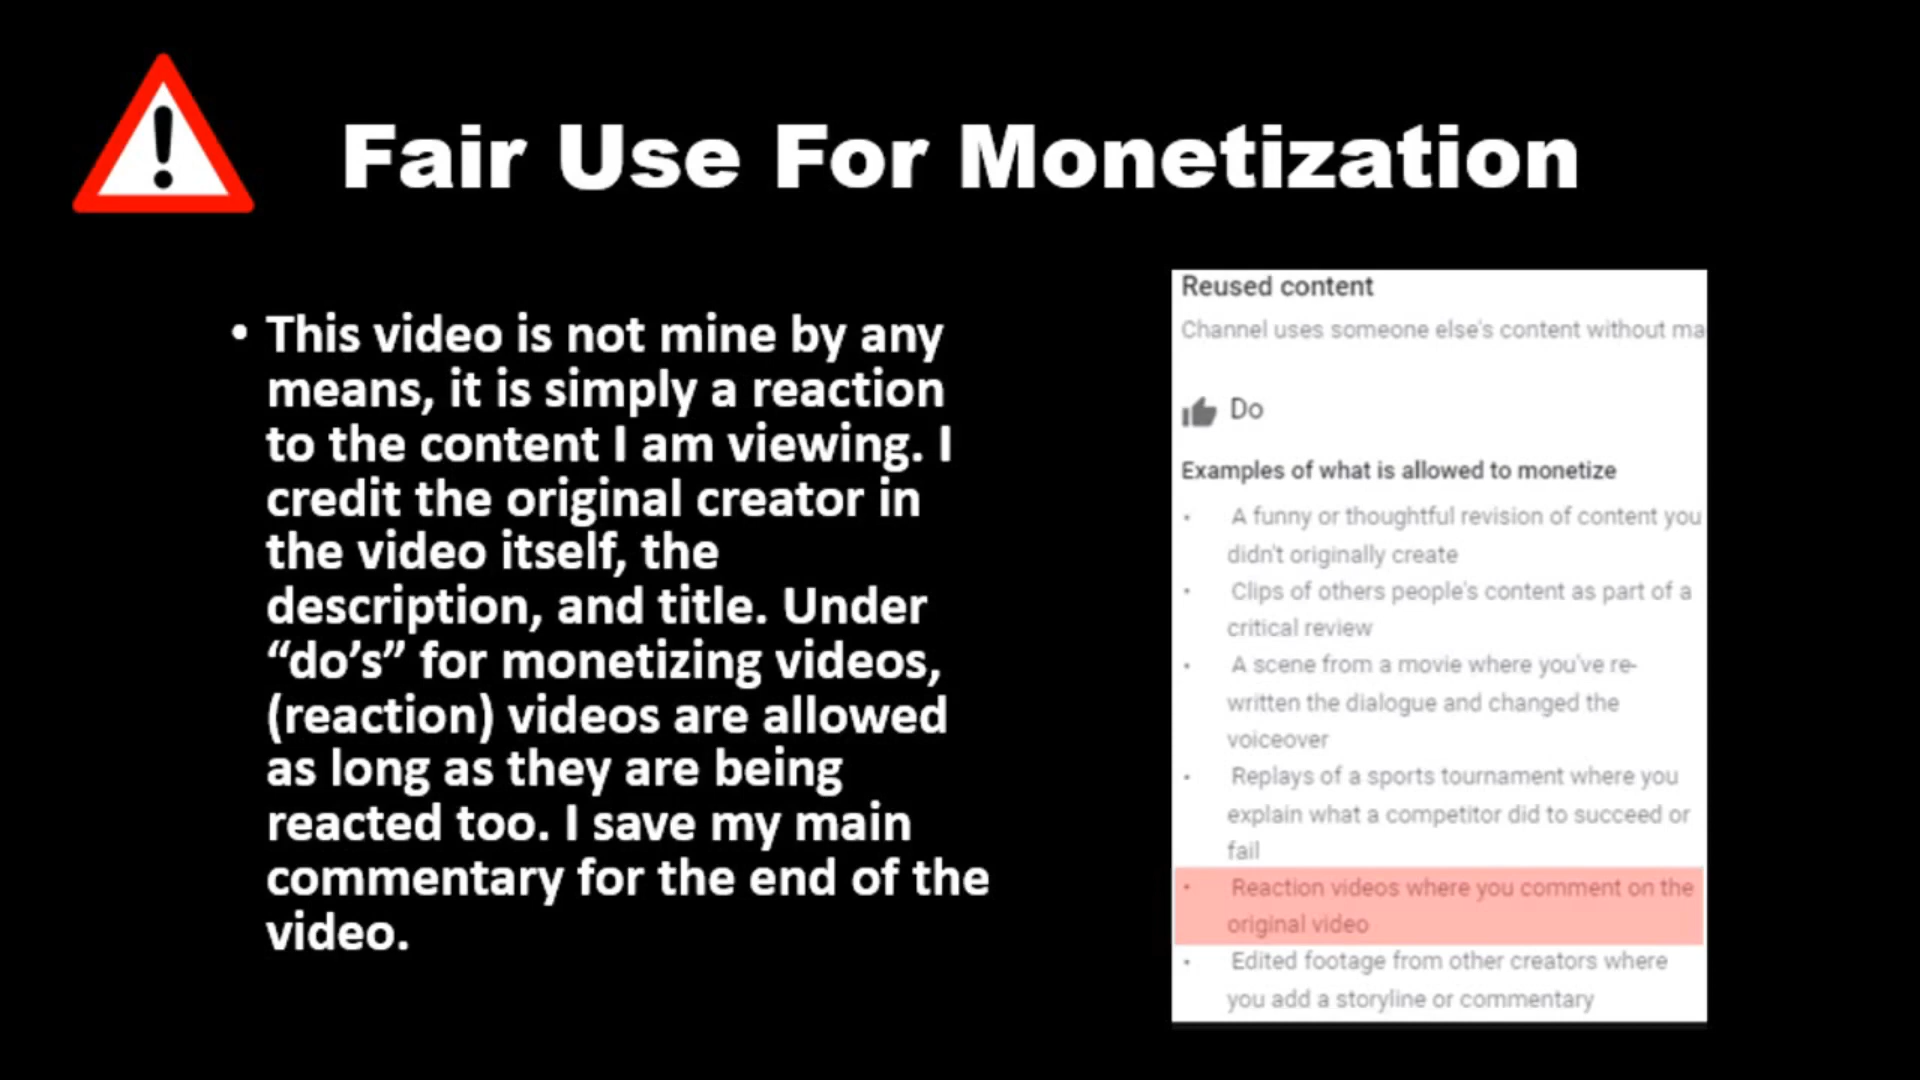 Fair Use For Monetization
• This video is not mine by any
means, it is simply a reaction
to the content I am viewing. I
credit the original creator in
the video itself, the
description, and title. Under
“do’s” for monetizing videos,
(reaction) videos are allowed
as long as they are being
reacted too. I save my main
commentary for the end of the
video.
Reused content
Channel uses someone else's content without ma
Do
Examples of what is allowed to monetize
• A funny or thoughtful revision of content you
didn't originally create
• Clips of others people's content as part of a
critical review
• A scene from a movie where you've re-
written the dialogue and changed the
voiceover
• Replays of a sports tournament where you
explain what a competitor did to succeed or
fail
• Reaction videos where you comment on the
original video
• Edited footage from other creators where
you add a storyline or commentary